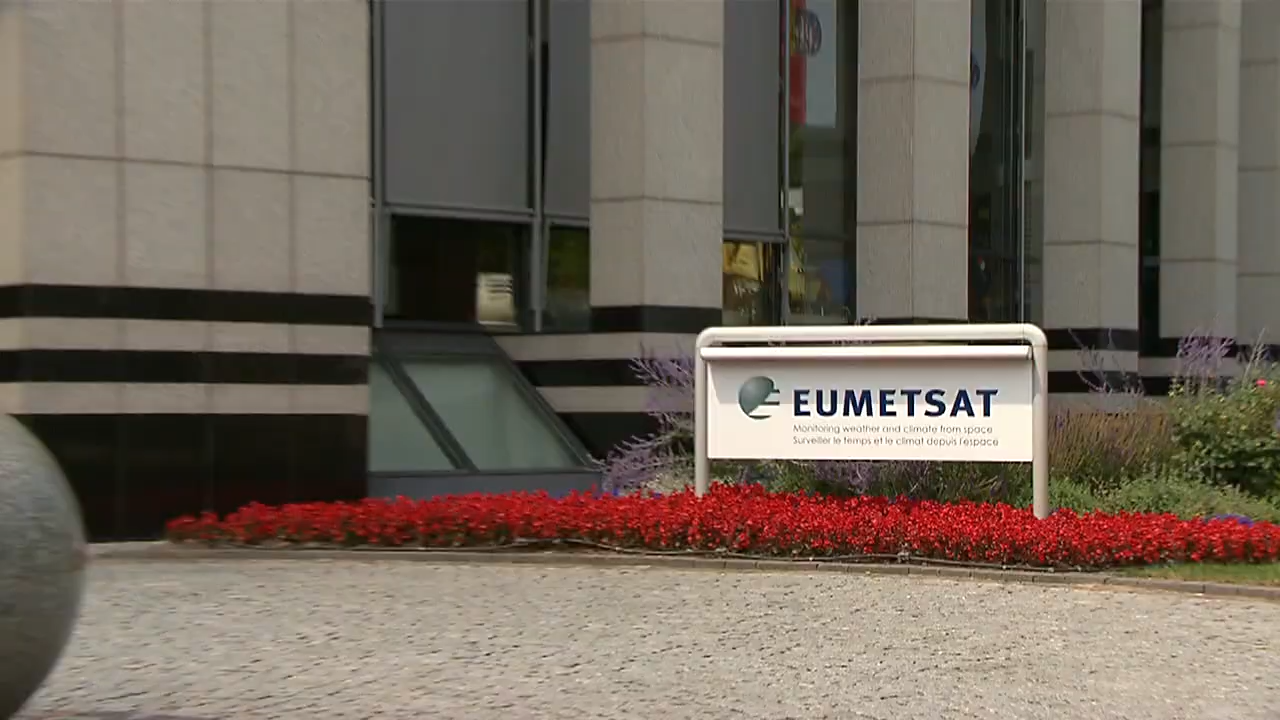 EUMETSAT
Monitoring weather and climate from space
Surveiller le temps et le climat depuis l'espace